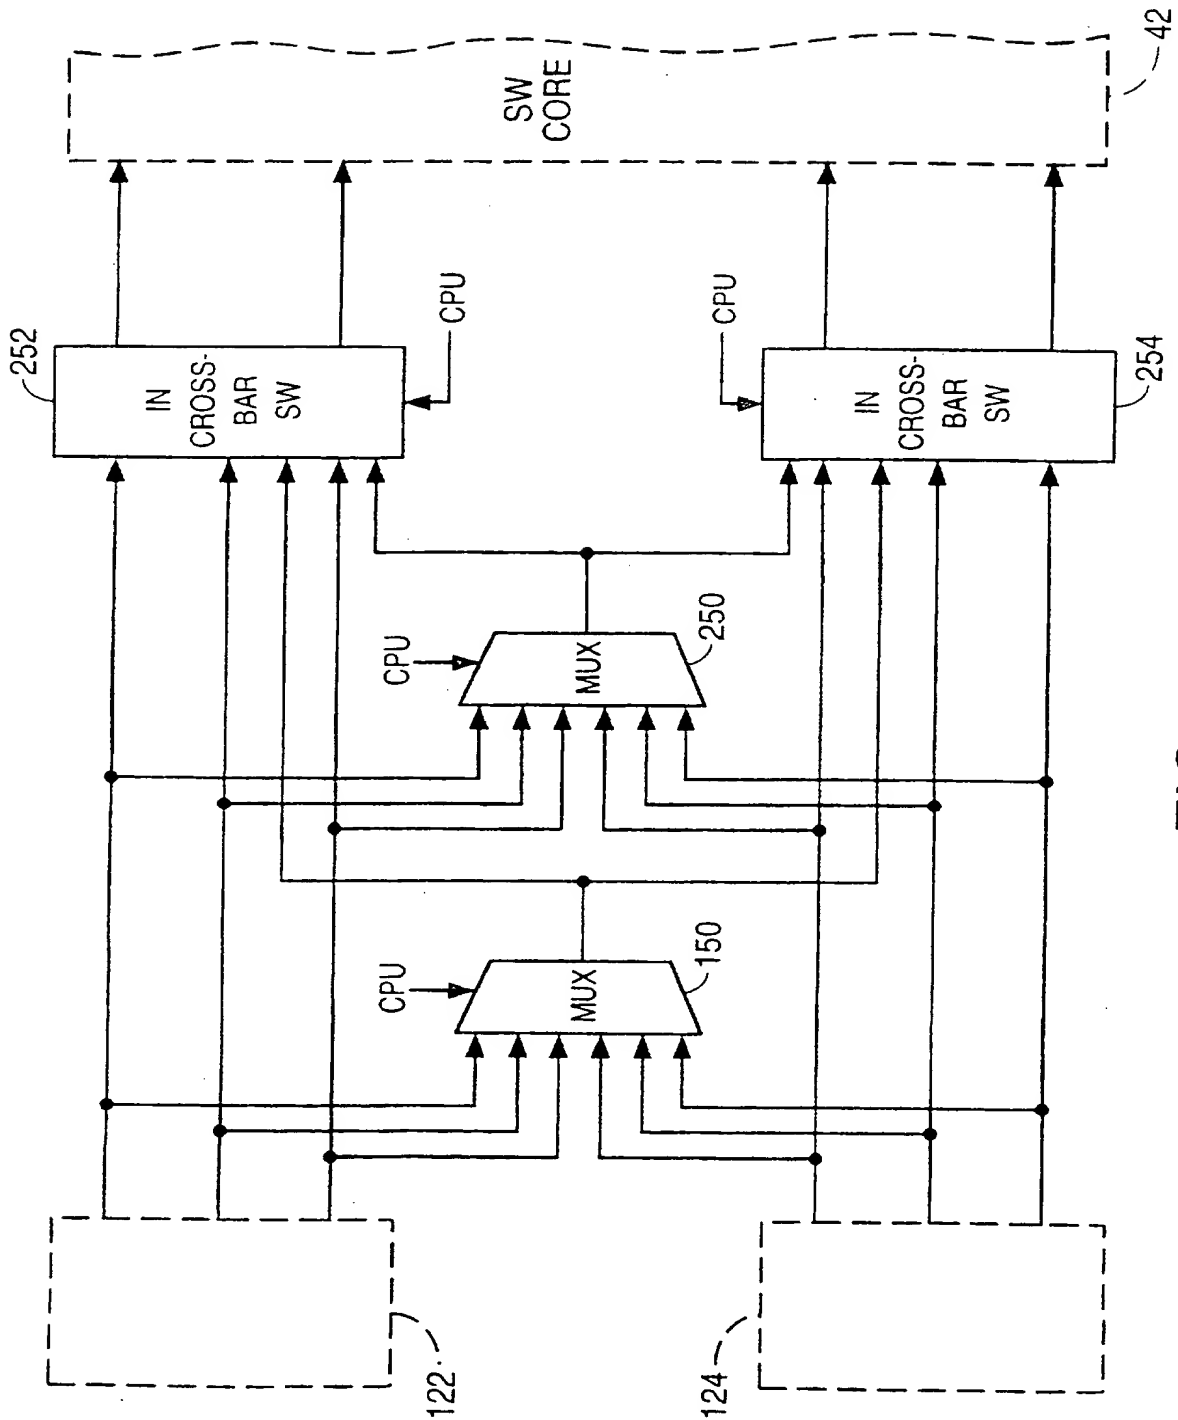 42
SW
CORE
252
IN
CROSS-
BAR
SW
CPU
CPU
IN
CROSS-
BAR
SW
254
CPU
MUX
250
CPU
MUX
150
122
124